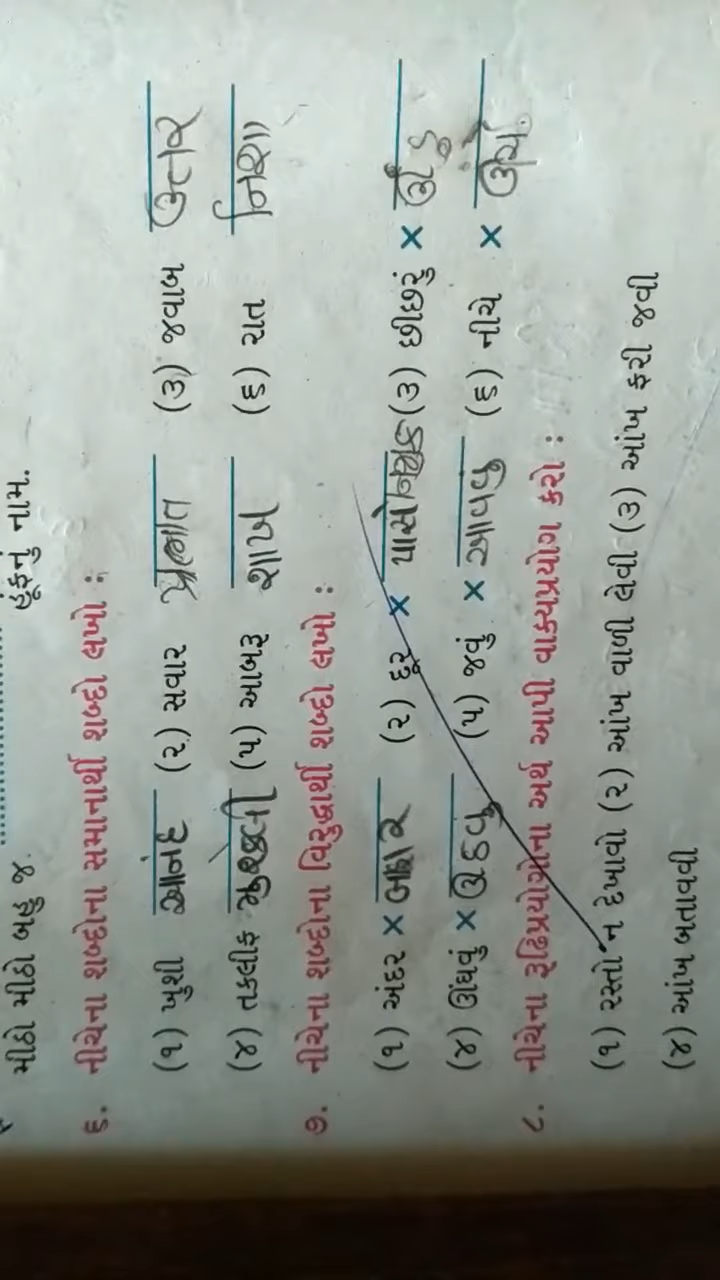 મીઠો મીઠો બહુ જ ................ હૂંફનું નામ.
૬. નીચેના શબ્દોના સમાનાર્થી શબ્દો લખો :
(૧) ખુશી આનંદ (૨) સવાર પ્રભાત (૩) જવાબ ઉત્તર
(૪) તકલીફ મુશ્કેલી (૫) આબરૂ શાખ (૬) રાત નિશા
૭. નીચેના શબ્દોના વિરુદ્ધાર્થી શબ્દો લખો :
(૧) અંદર × બહાર (૨) દૂર × પાસે/નજીક (૩) છીછરું × ઊંડુ
(૪) ઊંઘવું × ઊઠવુ (૫) જવું × આવવુ (૬) નીચે × ઊંચે
૮. નીચેના રૂઢિપ્રયોગોના અર્થ આપી વાક્યપ્રયોગ કરો :
(૧) રસ્તો ન દેખાવો (૨) આંખ વાળી લેવી (૩) આંખ ફરી જવી
(૪) આંખ બતાવવી